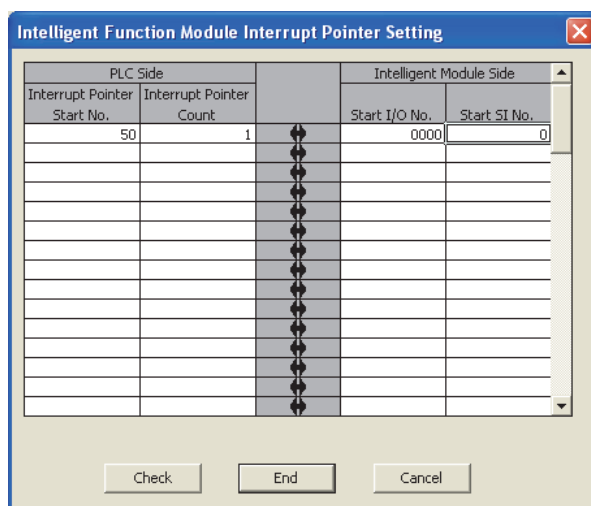 Intelligent Function Module Interrupt Pointer Setting
PLC Side Intelligent Module Side
Interrupt Pointer Interrupt Pointer
Start No. Count Start I/O No. Start SI No.
50 1 0000 0
Check End Cancel